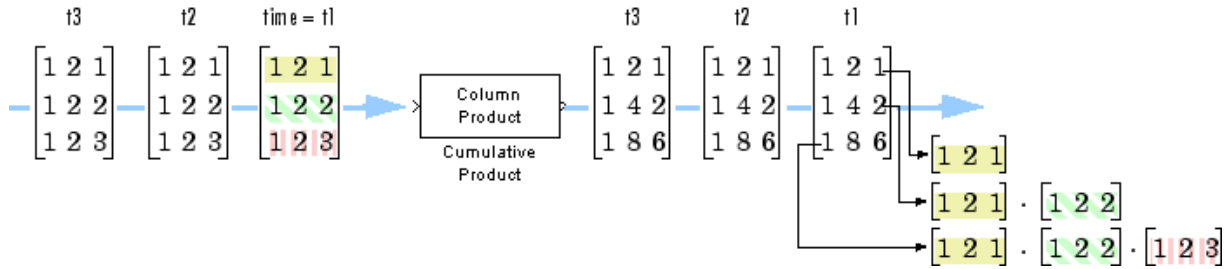 t3 t2 time = t1 t3 t2 t1
[1 2 1] [1 2 1] [1 2 1] [1 2 1] [1 2 1] [1 2 1]
[1 2 2] [1 2 2] [1 2 2] [1 4 2] [1 4 2] [1 4 2]
[1 2 3] [1 2 3] [1 2 3] [1 8 6] [1 8 6] [1 8 6]
Column
Product
Cumulative
Product
[1 2 1]
[1 2 1] · [1 2 2]
[1 2 1] · [1 2 2] · [1 2 3]